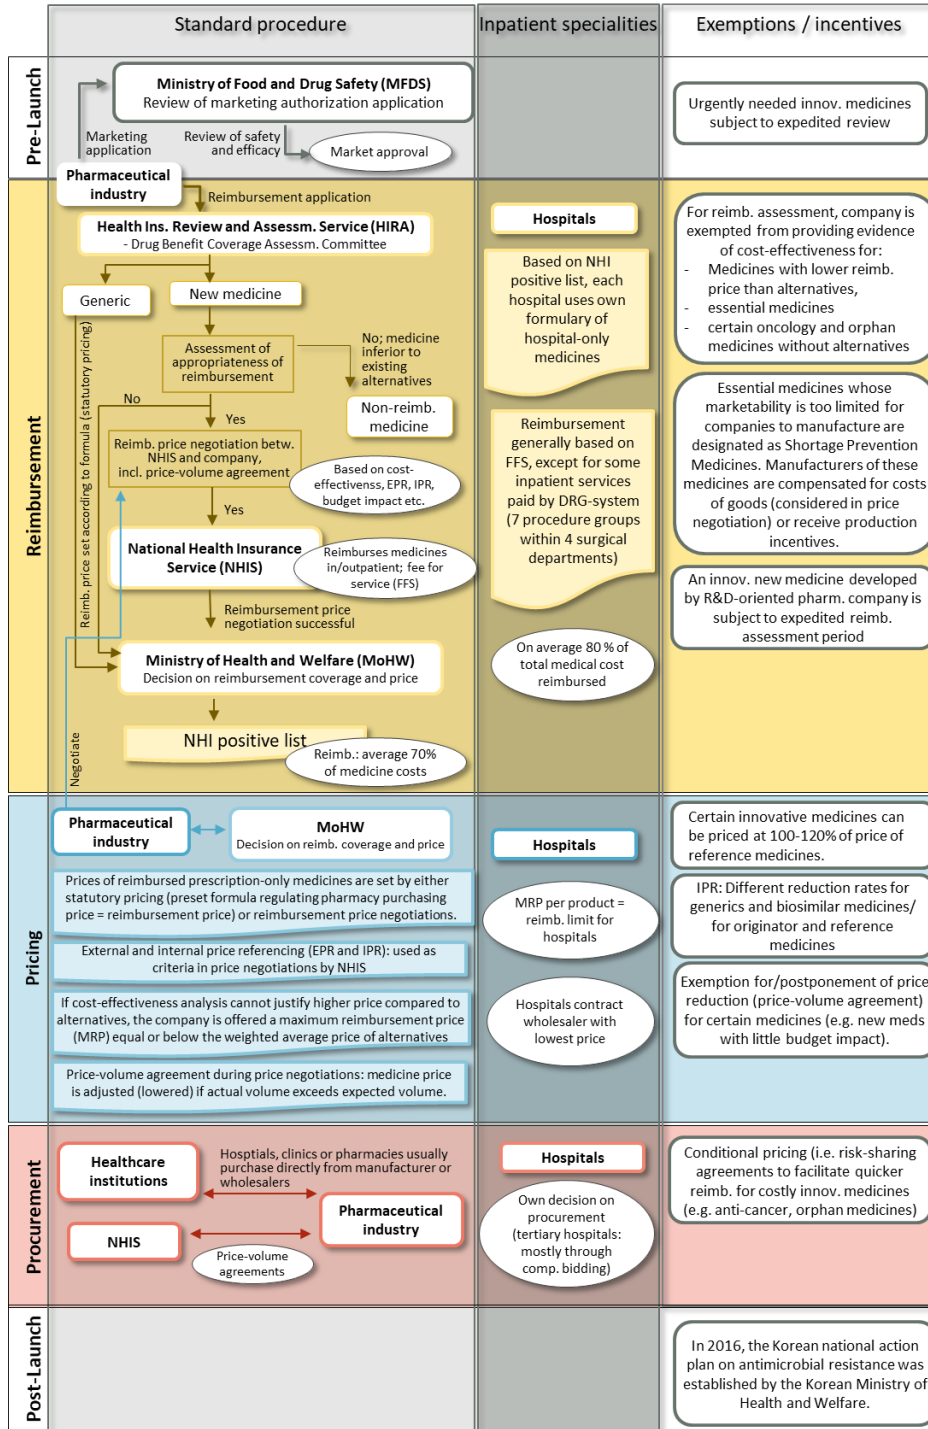 Standard procedure
Inpatient specialities
Exemptions / incentives
Pre-Launch
Ministry of Food and Drug Safety (MFDS)
Review of marketing authorization application
Marketing
application
Review of safety
and efficacy
Market approval
Urgently needed innov. medicines
subject to expedited review
Pharmaceutical
industry
Reimbursement
Reimbursement application
Health Ins. Review and Assessm. Service (HIRA)
- Drug Benefit Coverage Assessm. Committee
Generic
New medicine
Assessment of
appropriateness of
reimbursement
No; medicine
inferior to
existing
alternatives
Non-reimb.
medicine
No
Yes
Reimb. price negotiation betw.
NHIS and company,
incl. price-volume agreement
Based on cost-
effectivenss, EPR, IPR,
budget impact etc.
Yes
National Health Insurance
Service (NHIS)
Reimburses medicines
in/outpatient; fee for
service (FFS)
Reimbursement price
negotiation successful
Reimb. price set according to formula (statutory pricing)
Ministry of Health and Welfare (MoHW)
Decision on reimbursement coverage and price
NHI positive list
Reimb.: average 70%
of medicine costs
Negotiate
Hospitals
Based on NHI
positive list, each
hospital uses own
formulary of
hospital-only
medicines
Reimbursement
generally based on
FFS, except for some
inpatient services
paid by DRG-system
(7 procedure groups
within 4 surgical
departments)
On average 80 % of
total medical cost
reimbursed
For reimb. assessment, company is
exempted from providing evidence
of cost-effectiveness for:
- Medicines with lower reimb.
price than alternatives,
- essential medicines
- certain oncology and orphan
medicines without alternatives
Essential medicines whose
marketability is too limited for
companies to manufacture are
designated as Shortage Prevention
Medicines. Manufacturers of these
medicines are compensated for costs
of goods (considered in price
negotiation) or receive production
incentives.
An innov. new medicine developed
by R&D-oriented pharm. company is
subject to expedited reimb.
assessment period
Pricing
Pharmaceutical
industry
MoHW
Decision on reimb. coverage and price
Prices of reimbursed prescription-only medicines are set by either
statutory pricing (preset formula regulating pharmacy purchasing
price = reimbursement price) or reimbursement price negotiations.
External and internal price referencing (EPR and IPR): used as
criteria in price negotiations by NHIS
If cost-effectiveness analysis cannot justify higher price compared to
alternatives, the company is offered a maximum reimbursement price
(MRP) equal or below the weighted average price of alternatives
Price-volume agreement during price negotiations: medicine price
is adjusted (lowered) if actual volume exceeds expected volume.
Hospitals
MRP per product =
reimb. limit for
hospitals
Hospitals contract
wholesaler with
lowest price
Certain innovative medicines can
be priced at 100-120% of price of
reference medicines.
IPR: Different reduction rates for
generics and biosimilar medicines/
for originator and reference
medicines
Exemption for/postponement of price
reduction (price-volume agreement)
for certain medicines (e.g. new meds
with little budget impact).
Procurement
Healthcare
institutions
Hosptials, clinics or pharmacies usually
purchase directly from manufacturer or
wholesalers
Pharmaceutical
industry
NHIS
Price-volume
agreements
Hospitals
Own decision on
procurement
(tertiary hospitals:
mostly through
comp. bidding)
Conditional pricing (i.e. risk-sharing
agreements to facilitate quicker
reimb. for costly innov. medicines
(e.g. anti-cancer, orphan medicines)
Post-Launch
In 2016, the Korean national action
plan on antimicrobial resistance was
established by the Korean Ministry of
Health and Welfare.